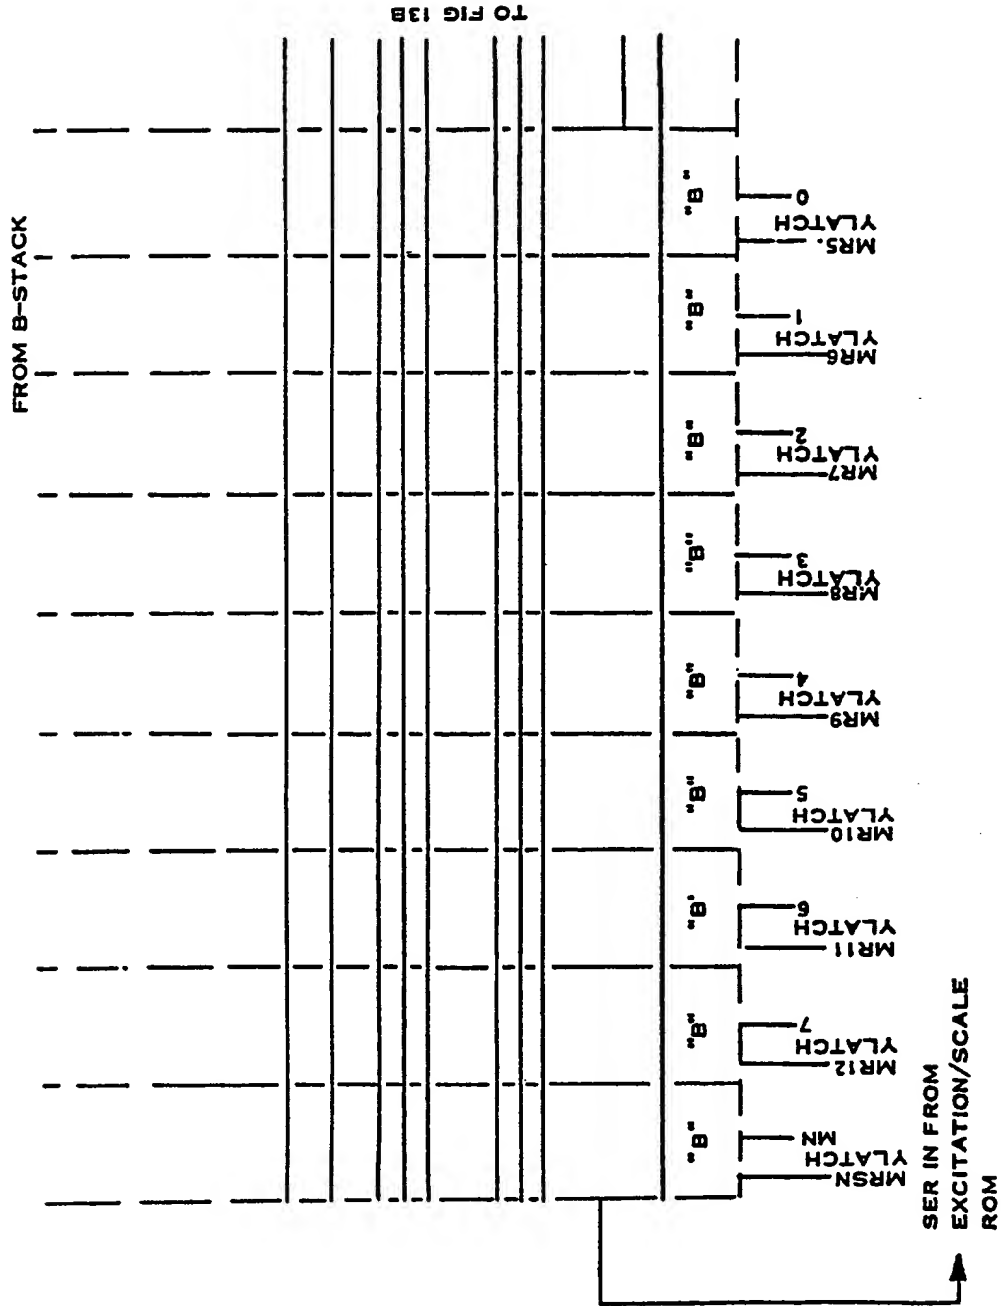 TO FIG 13B
FROM B-STACK
"B"
0
YLATCH
MR5.
"B"
1
YLATCH
MR6
"B"
2
YLATCH
MR7
"B"
3
YLATCH
MR8
"B"
4
YLATCH
MR9
"B"
5
YLATCH
MR10
"B'
6
YLATCH
MR11
"B"
7
YLATCH
MR12
"B"
MN
YLATCH
MRSN
SER IN FROM
EXCITATION/SCALE
ROM